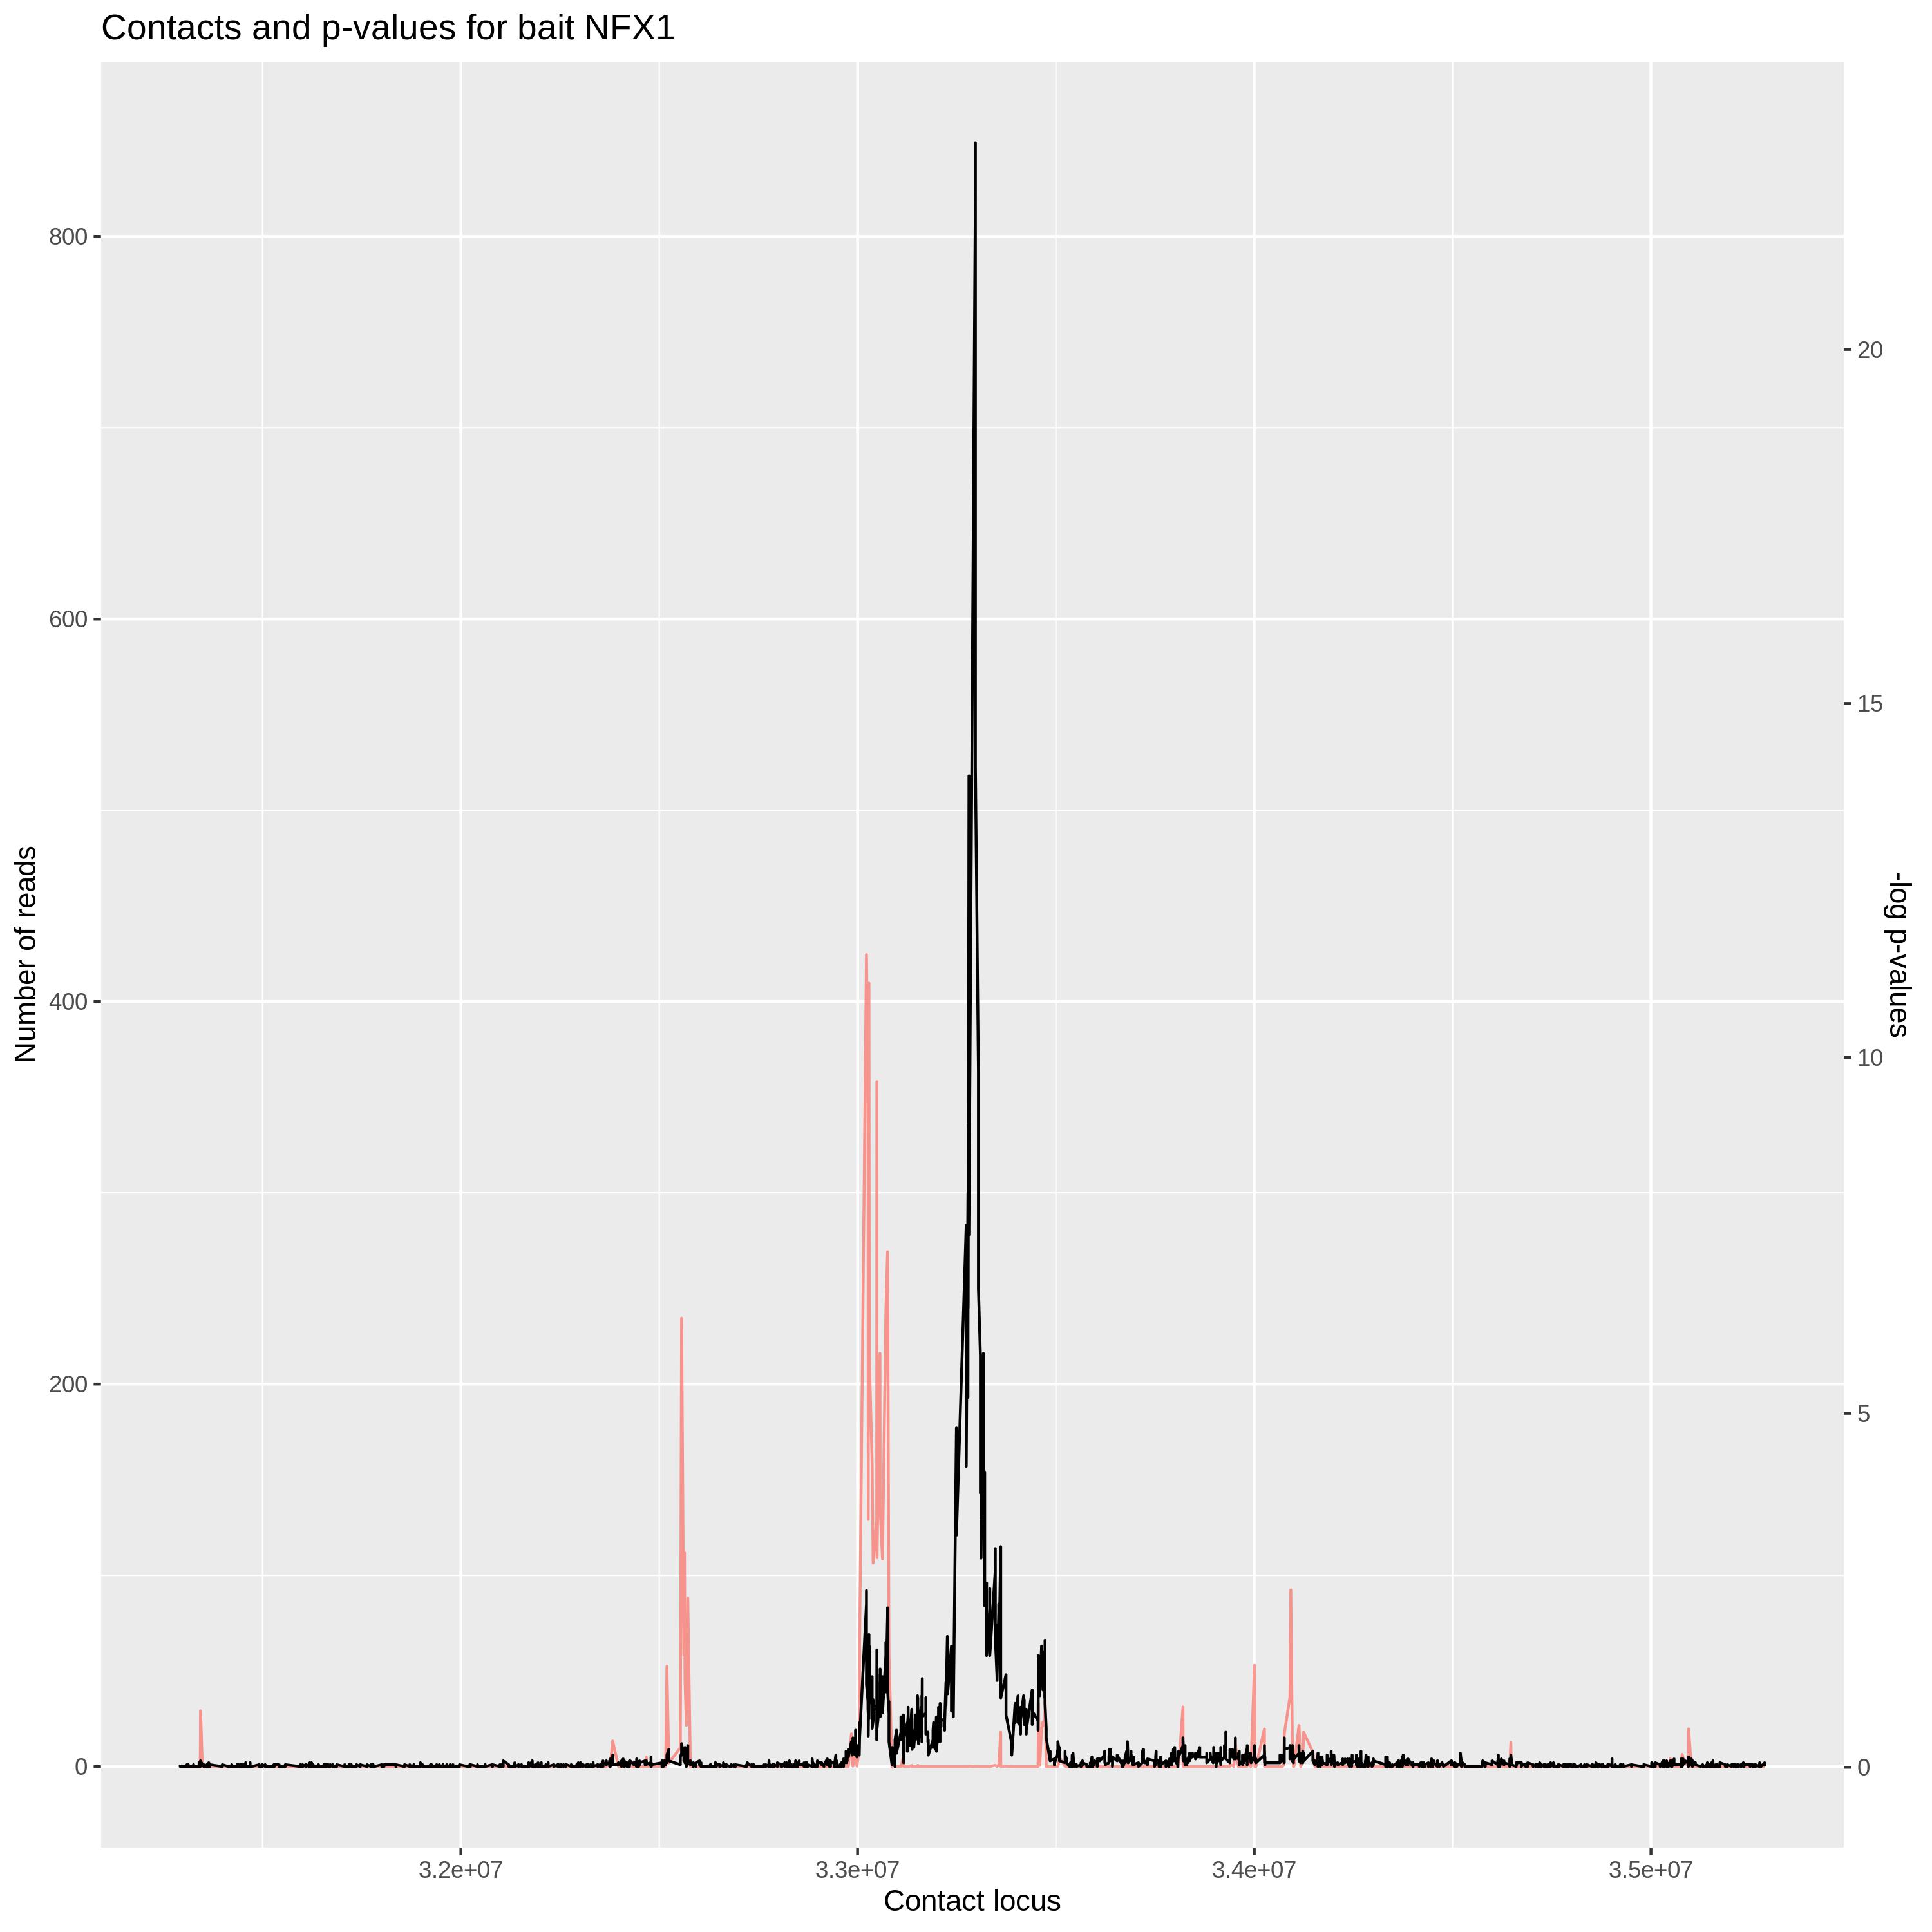 Contacts and p-values for bait NFX1
800
600
400
200
0
Number of reads
20
15
10
5
0
-log p-values
3.2e+07
3.3e+07
3.4e+07
3.5e+07
Contact locus